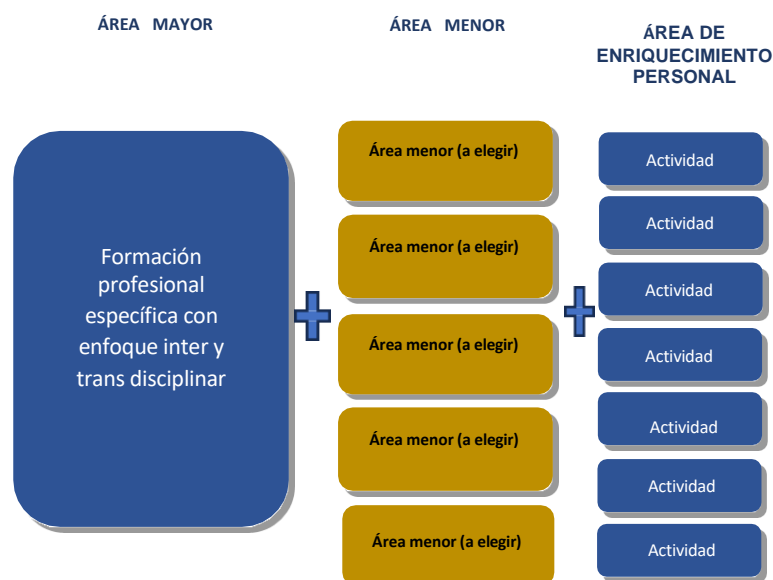 ÁREA MAYOR
ÁREA MENOR
ÁREA DE
ENRIQUECIMIENTO
PERSONAL
Formación
profesional
específica con
enfoque inter y
trans disciplinar
Área menor (a elegir)
Área menor (a elegir)
Área menor (a elegir)
Área menor (a elegir)
Área menor (a elegir)
Actividad
Actividad
Actividad
Actividad
Actividad
Actividad
Actividad